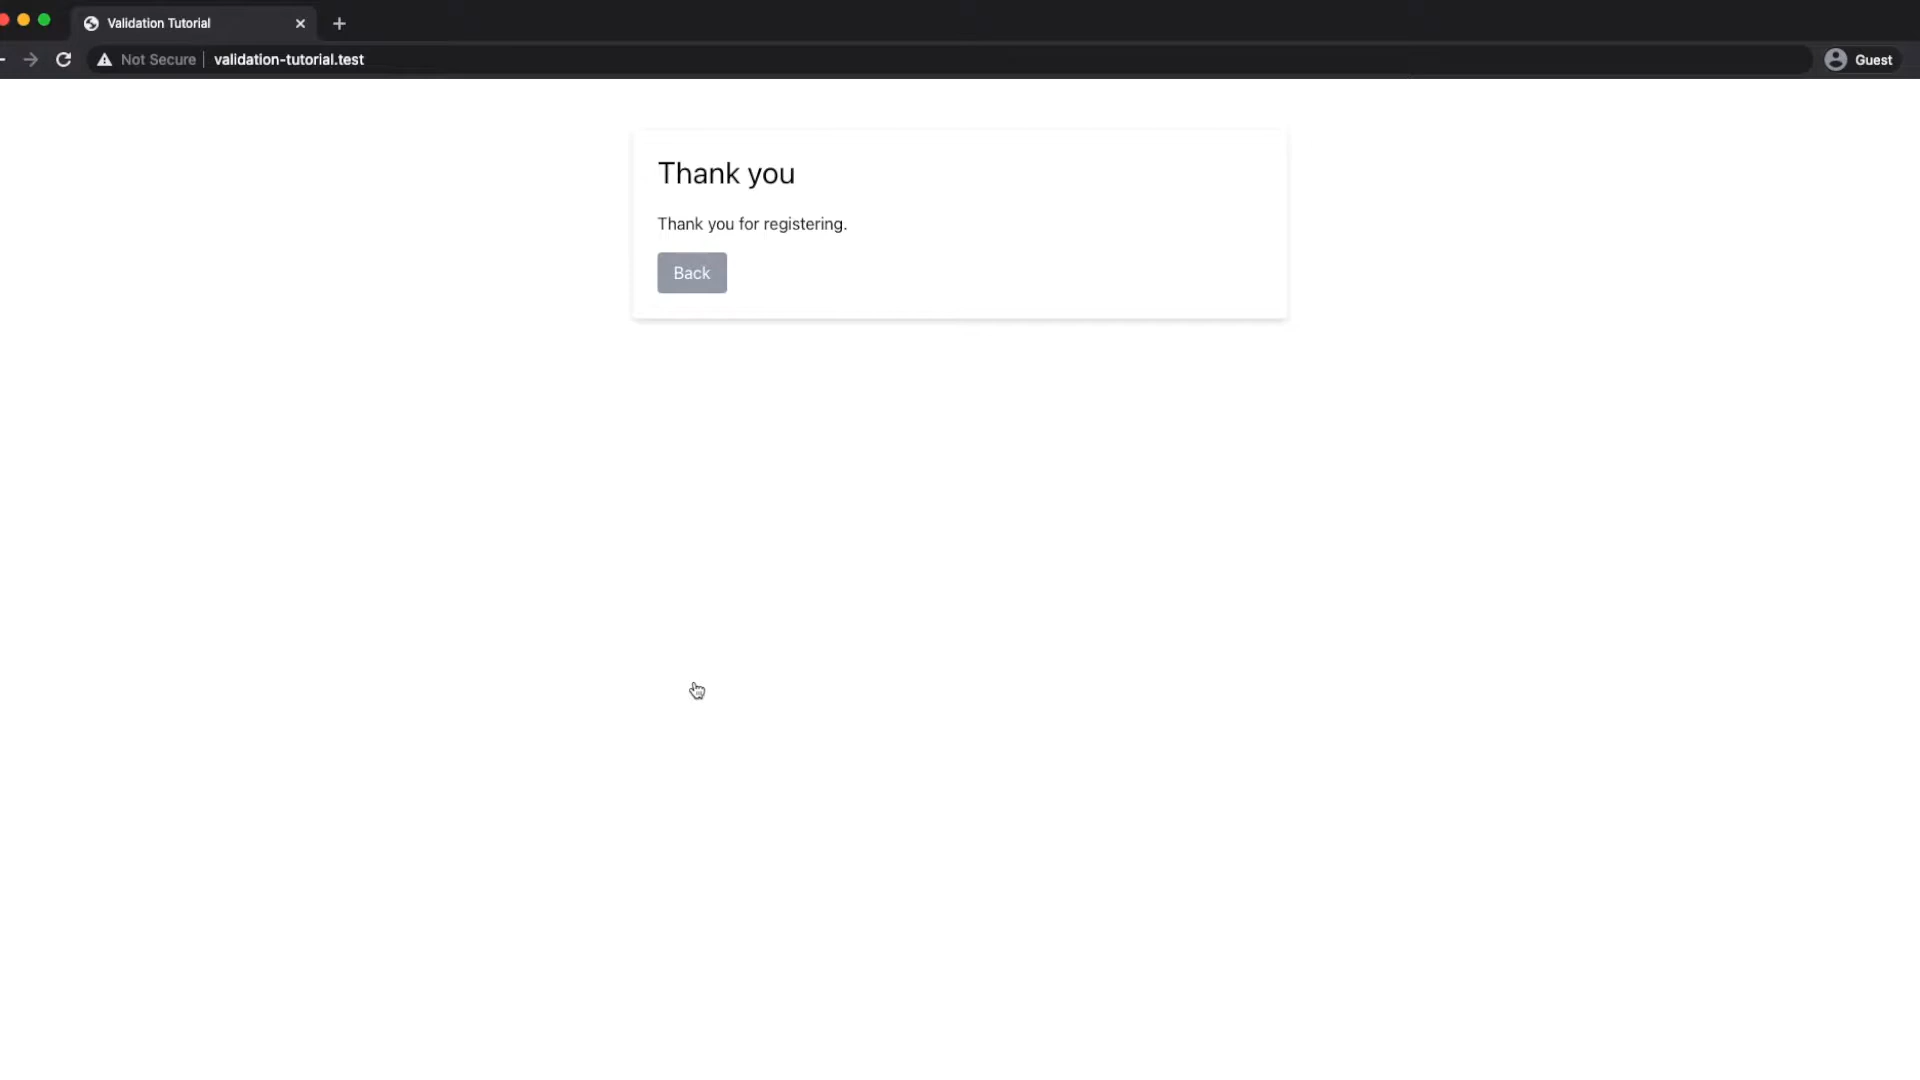 Validation Tutorial
Not Secure validation-tutorial.test
Guest
Thank you
Thank you for registering.
Back